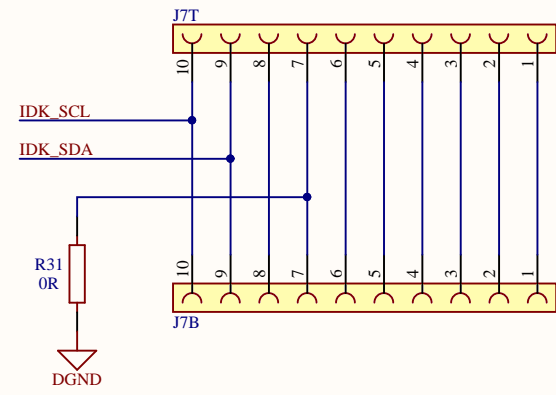 J7T
10 9 8 7 6 5 4 3 2 1
IDK_SCL
IDK_SDA
10 9 8 7 6 5 4 3 2 1
R31
0R
J7B
DGND